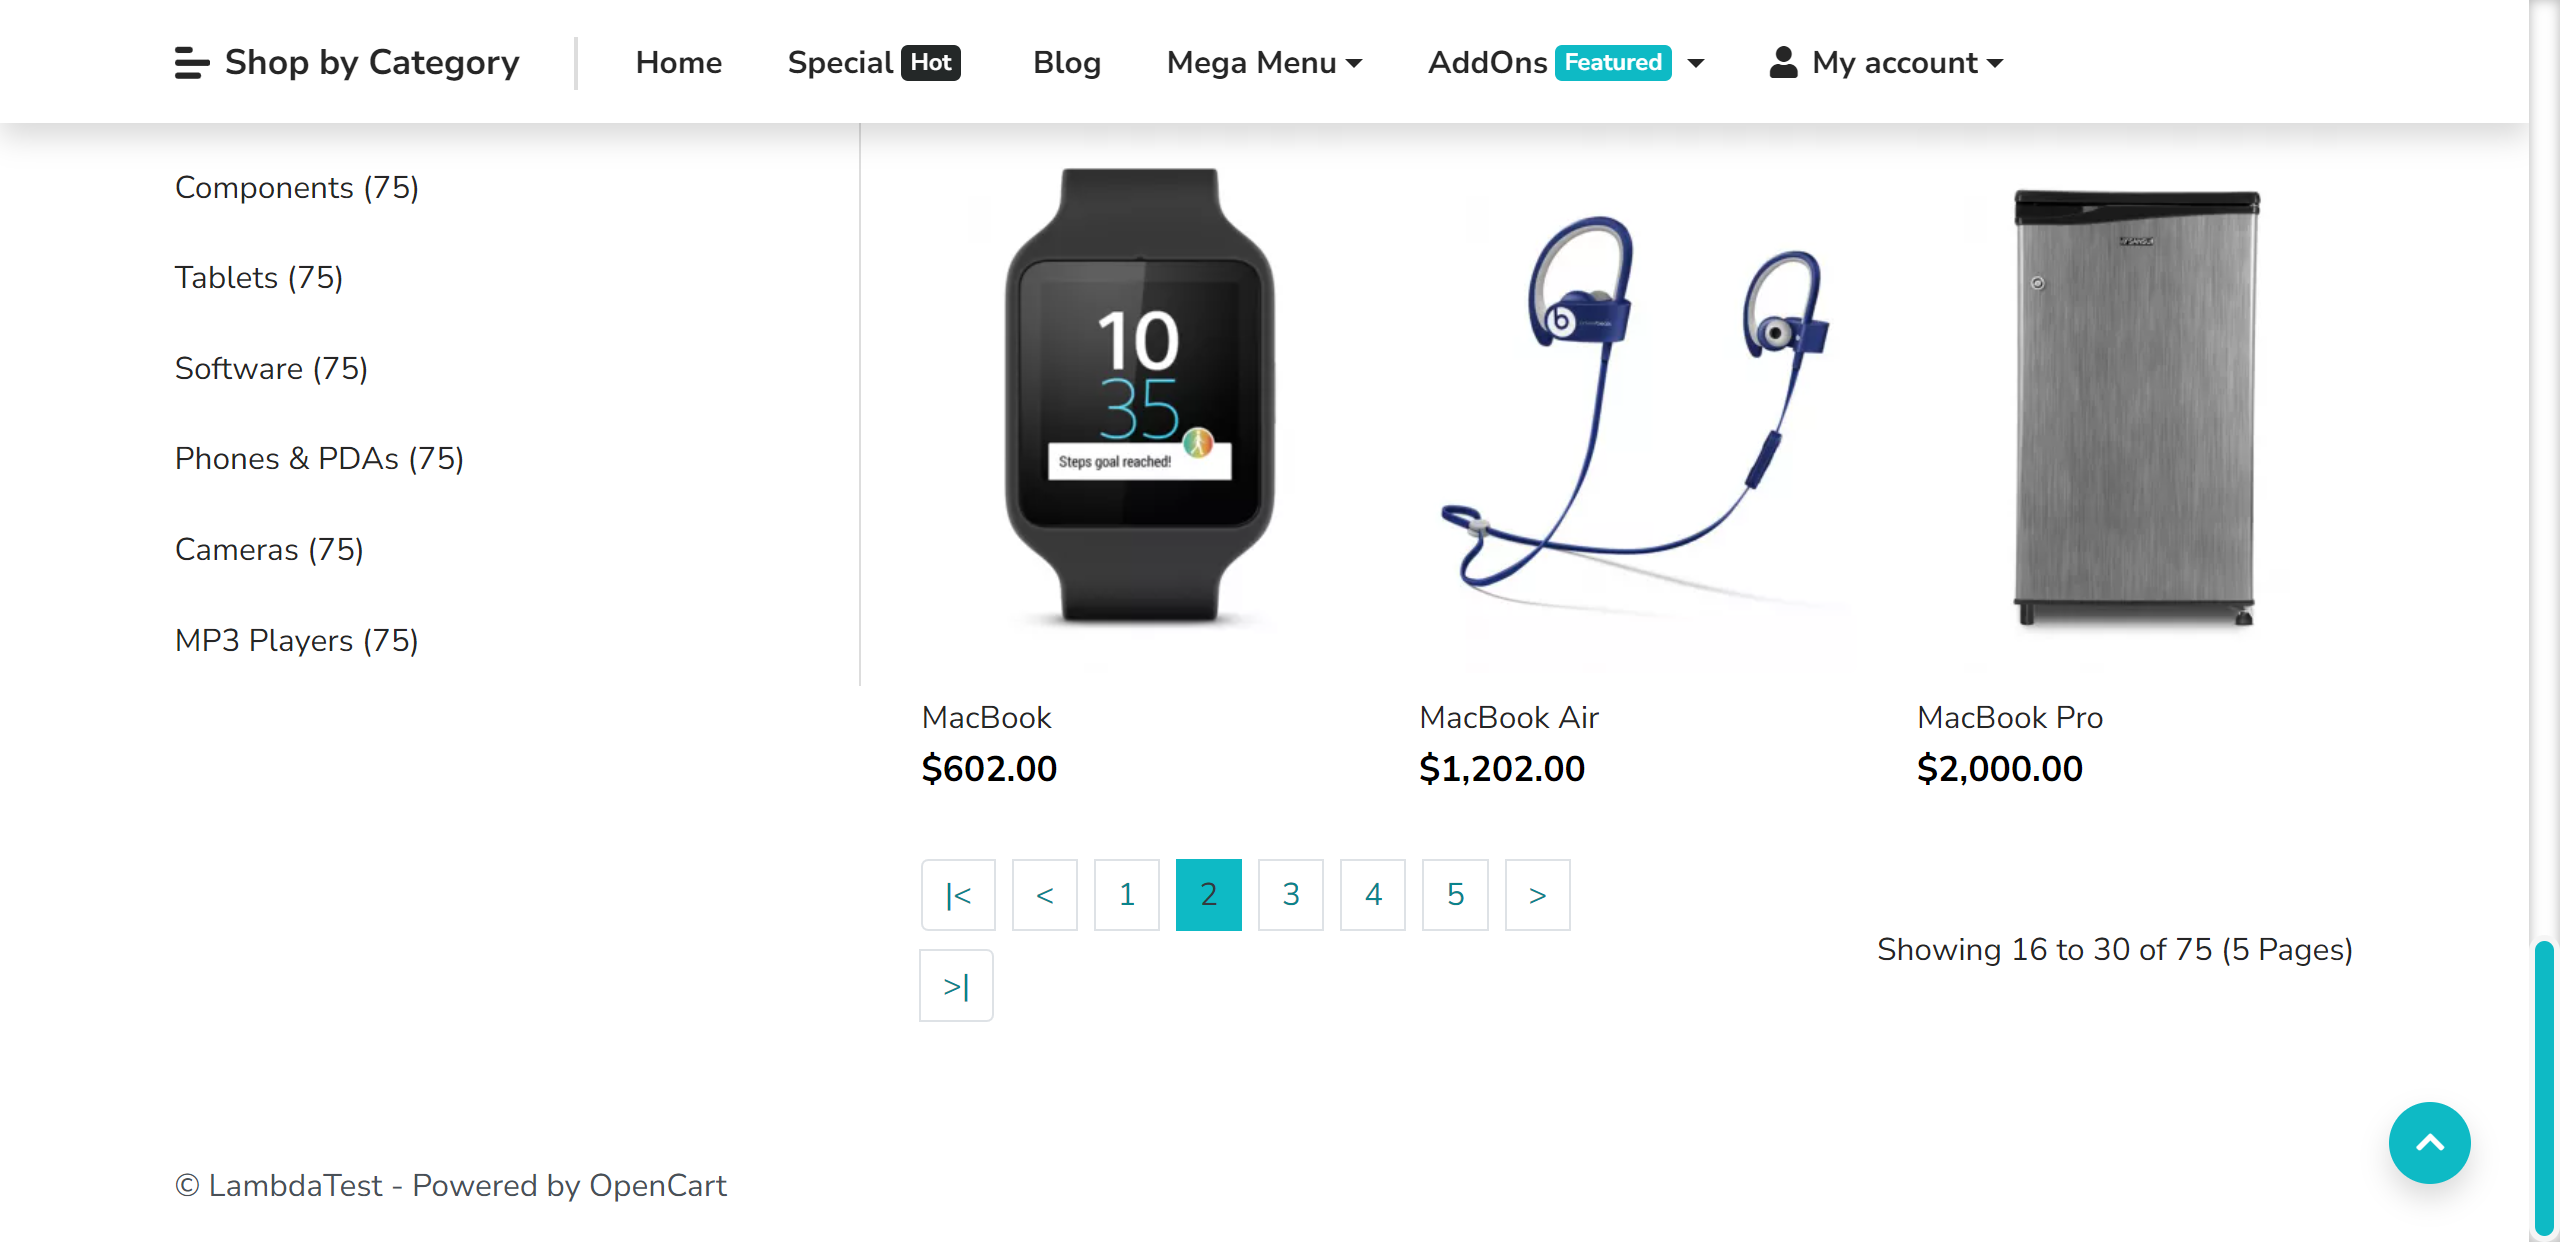 Shop by Category Home Special Hot Blog Mega Menu AddOns Featured My account
Components (75)
Tablets (75)
Software (75)
Phones & PDAs (75)
Cameras (75)
MP3 Players (75)
10
35
Steps goal reached!
b
MacBook
$602.00
MacBook Air
$1,202.00
MacBook Pro
$2,000.00
|< < 1 2 3 4 5 >
>|
Showing 16 to 30 of 75 (5 Pages)
© LambdaTest - Powered by OpenCart